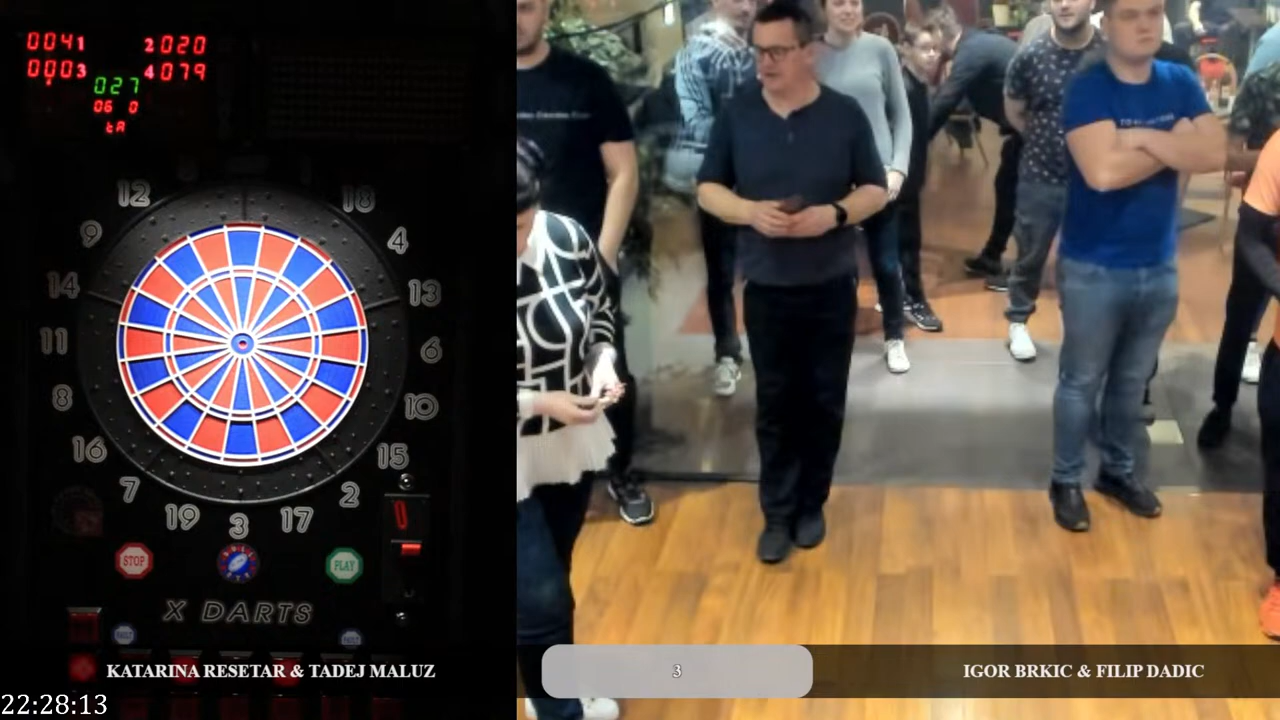 0041 2020
0003 4079
027
06 0
tA
12 18
9 4
14 13
11 6
8 10
16 15
7 2
19 3 17
STOP PLAY
X DARTS
KATARINA RESETAR & TADEJ MALUZ 3 IGOR BRKIC & FILIP DADIC
22:28:13